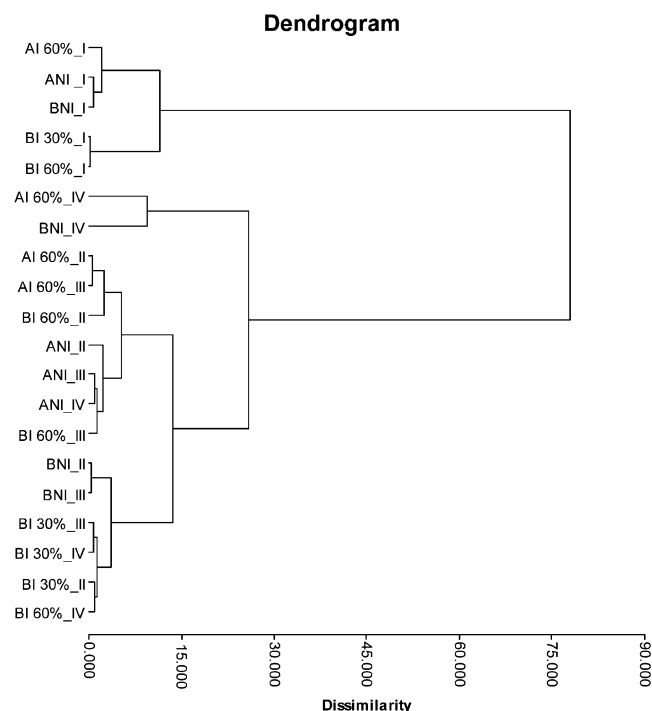 Dendrogram
AI 60%_I
ANI _I
BNI_I
BI 30%_I
BI 60%_I
AI 60%_IV
BNI_IV
AI 60%_II
AI 60%_III
BI 60%_II
ANI_II
ANI_III
ANI_IV
BI 60%_III
BNI_II
BNI_III
BI 30%_III
BI 30%_IV
BI 30%_II
BI 60%_IV
0.000
15.000
30.000
45.000
60.000
75.000
90.000
Dissimilarity